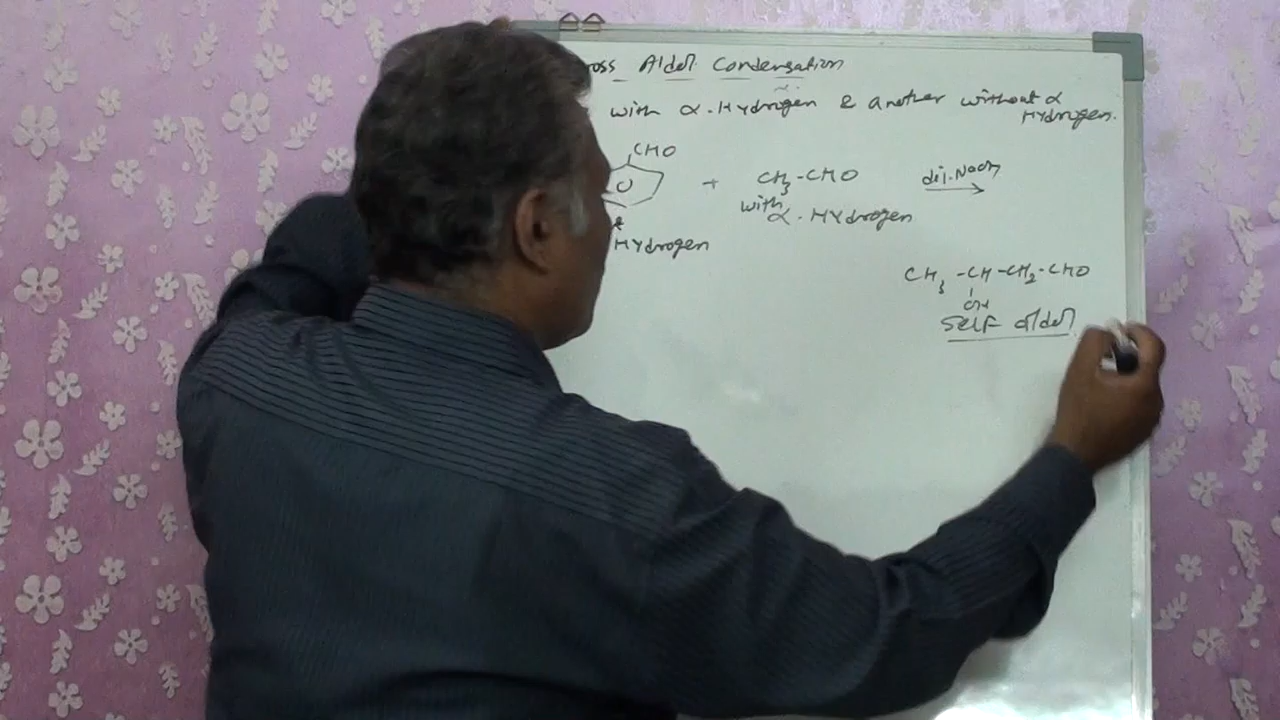 ross Aldol Condensation
with α-Hydrogen & another without α
Hydrogen.
CHO
+ CH3-CHO dil.NaOH
with
α-Hydrogen
Hydrogen
CH3-CH-CH2-CHO
OH
Self aldol